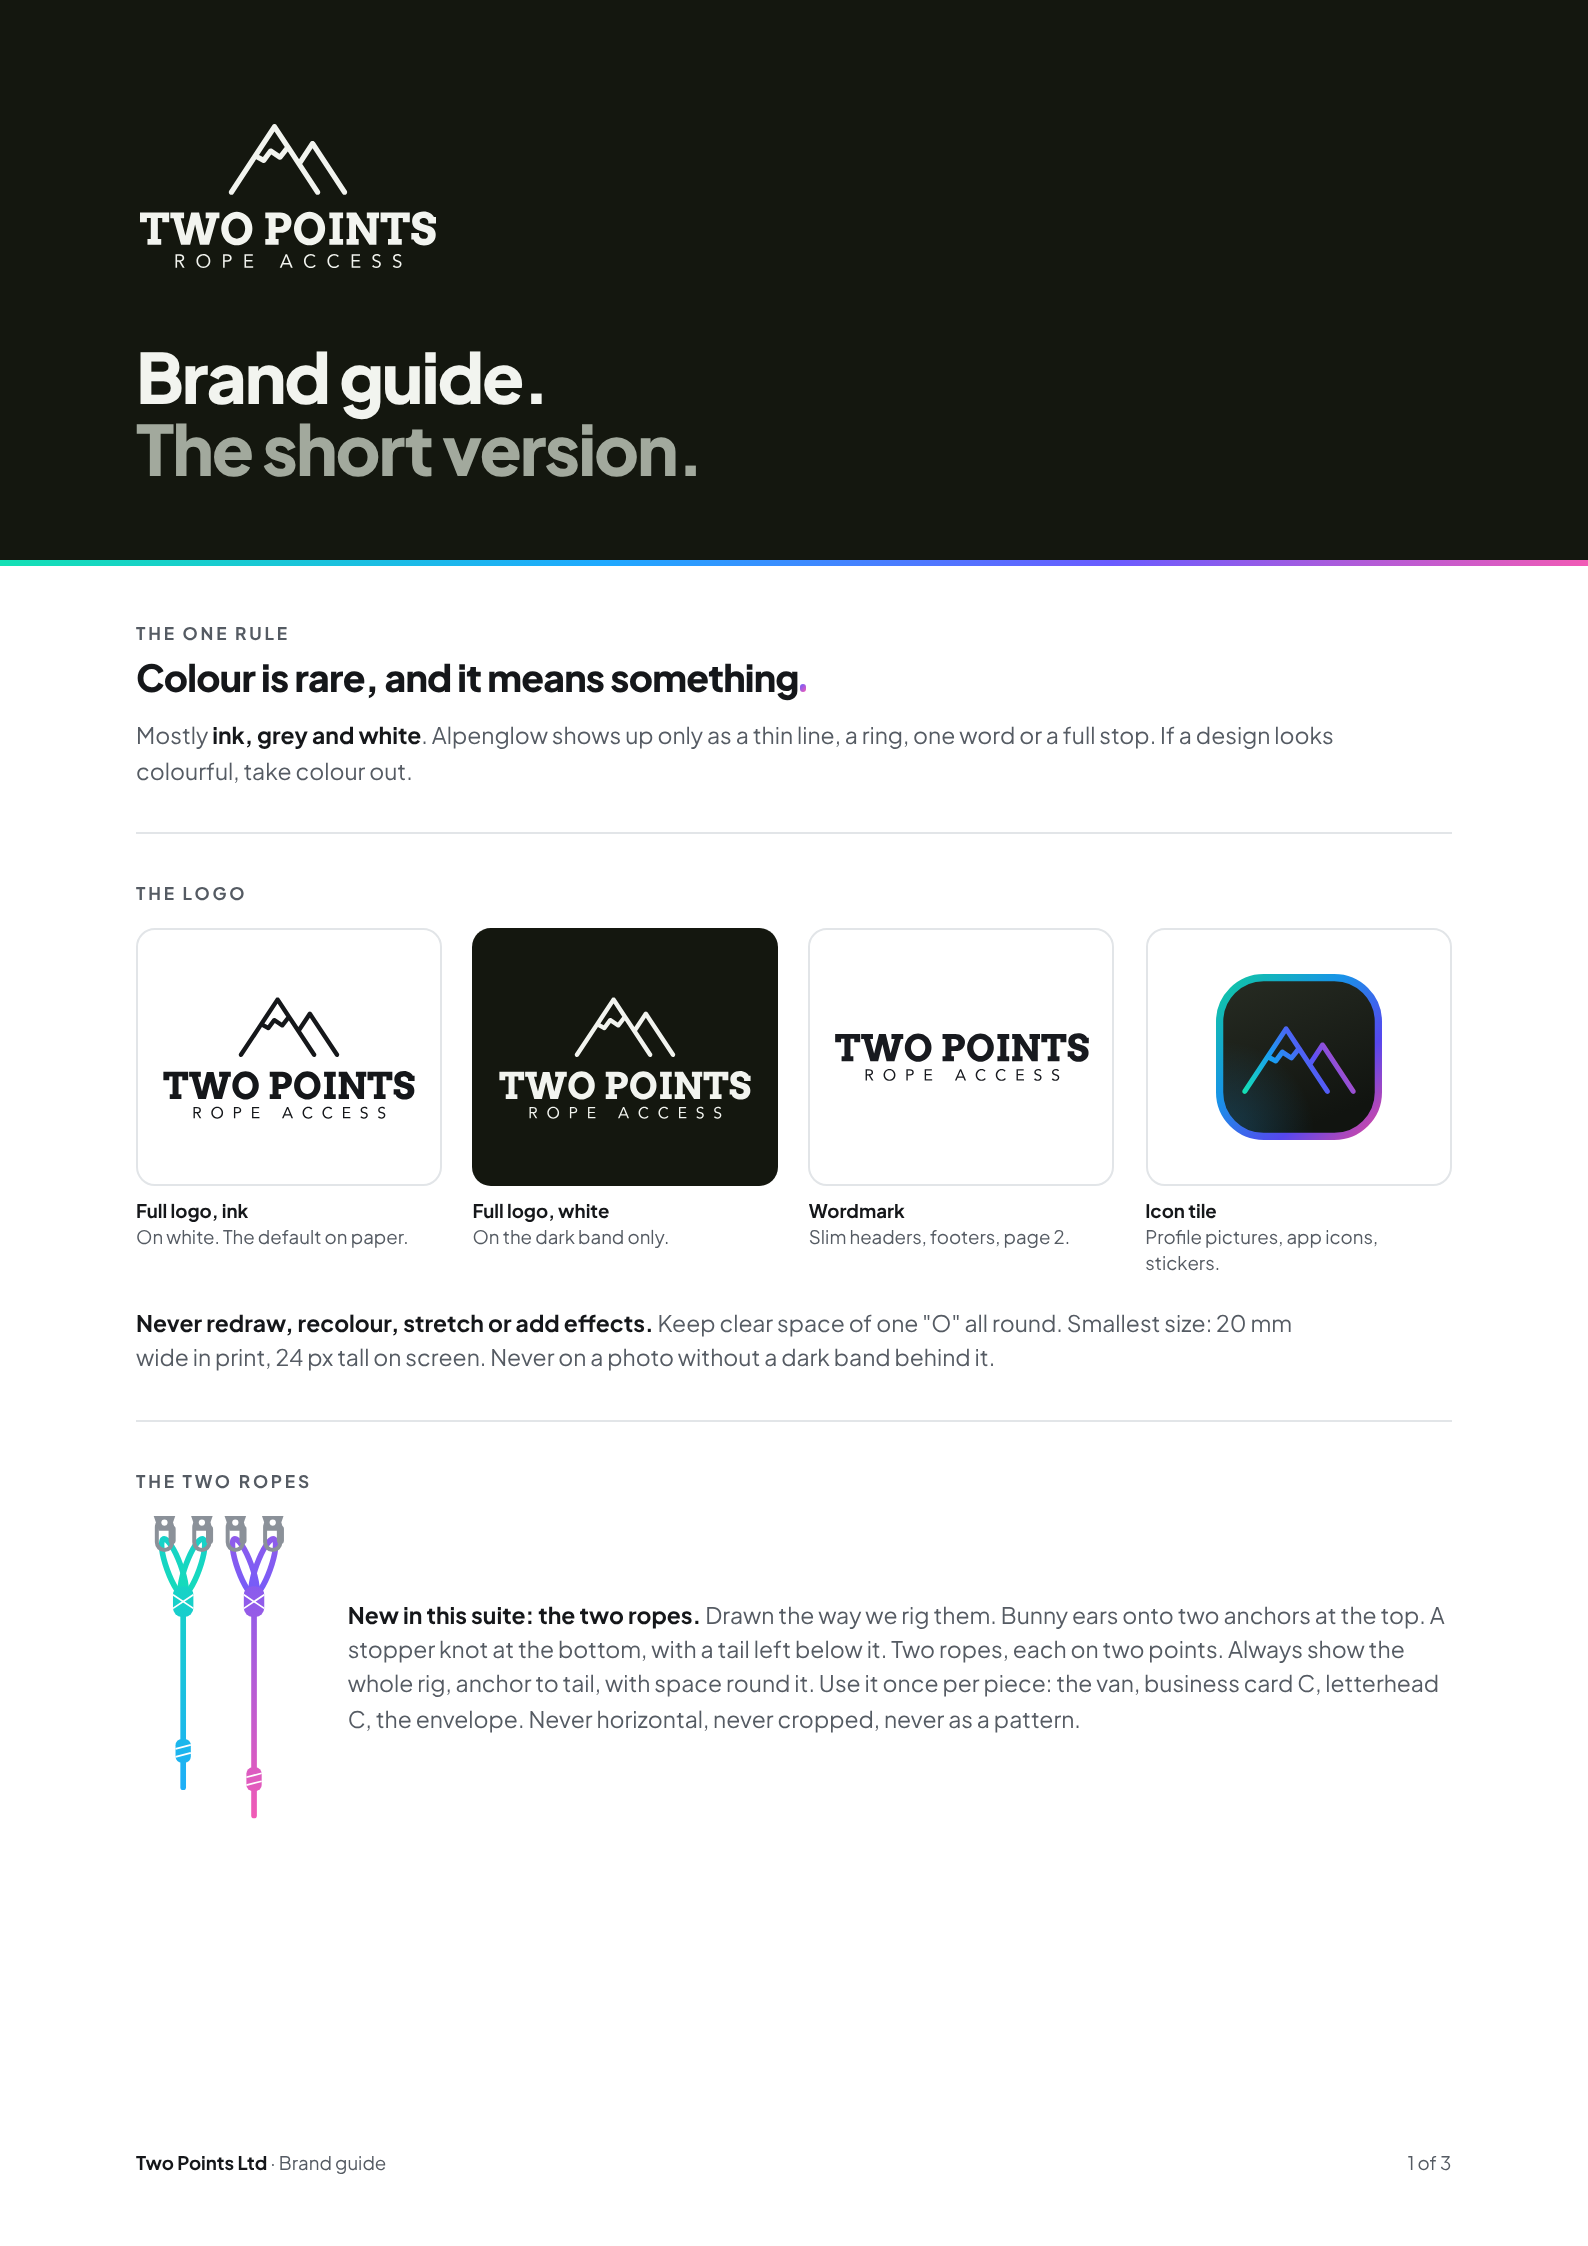 TWO POINTS
ROPE ACCESS
Brand guide.
The short version.
THE ONE RULE
Colour is rare, and it means something.
Mostly ink, grey and white. Alpenglow shows up only as a thin line, a ring, one word or a full stop. If a design looks
colourful, take colour out.
THE LOGO
TWO POINTS
ROPE ACCESS
TWO POINTS
ROPE ACCESS
TWO POINTS
ROPE ACCESS
Full logo, ink
On white. The default on paper.
Full logo, white
On the dark band only.
Wordmark
Slim headers, footers, page 2.
Icon tile
Profile pictures, app icons,
stickers.
Never redraw, recolour, stretch or add effects. Keep clear space of one "O" all round. Smallest size: 20 mm
wide in print, 24 px tall on screen. Never on a photo without a dark band behind it.
THE TWO ROPES
New in this suite: the two ropes. Drawn the way we rig them. Bunny ears onto two anchors at the top. A
stopper knot at the bottom, with a tail left below it. Two ropes, each on two points. Always show the
whole rig, anchor to tail, with space round it. Use it once per piece: the van, business card C, letterhead
C, the envelope. Never horizontal, never cropped, never as a pattern.
Two Points Ltd · Brand guide
1 of 3